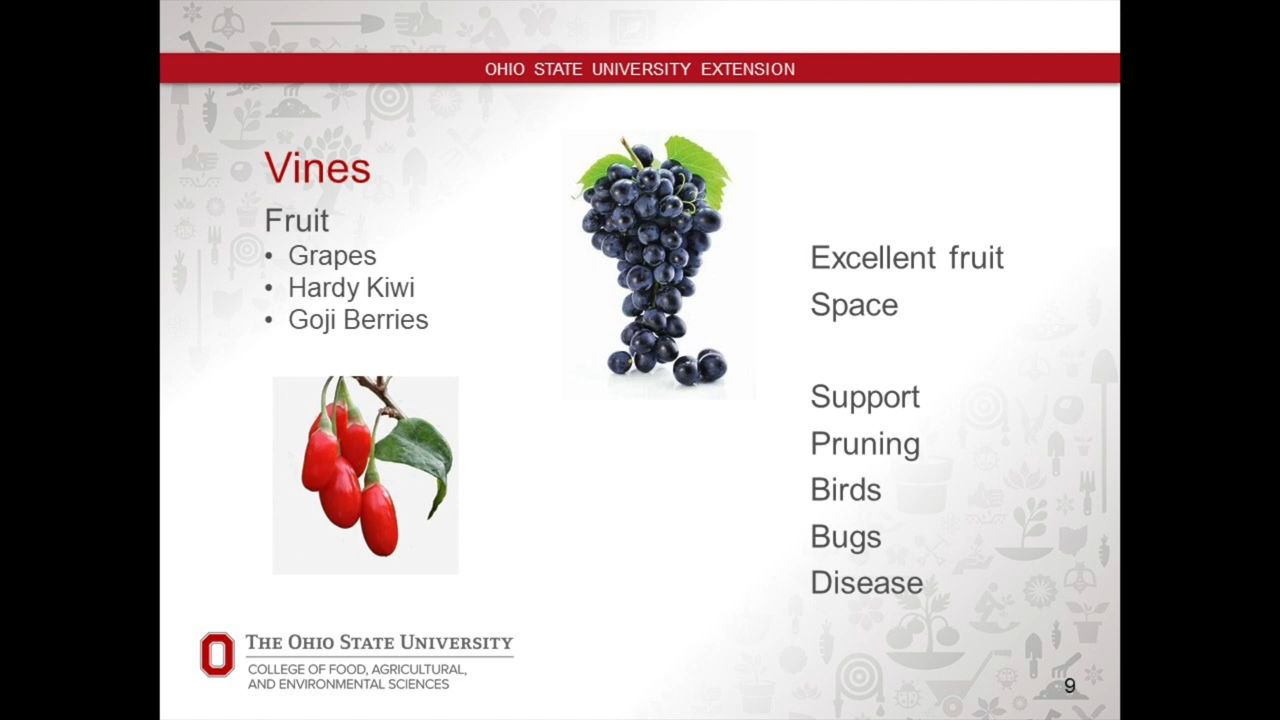 OHIO STATE UNIVERSITY EXTENSION
Vines
Fruit
• Grapes
• Hardy Kiwi
• Goji Berries
Excellent fruit
Space
Support
Pruning
Birds
Bugs
Disease
THE OHIO STATE UNIVERSITY
COLLEGE OF FOOD, AGRICULTURAL,
AND ENVIRONMENTAL SCIENCES
9